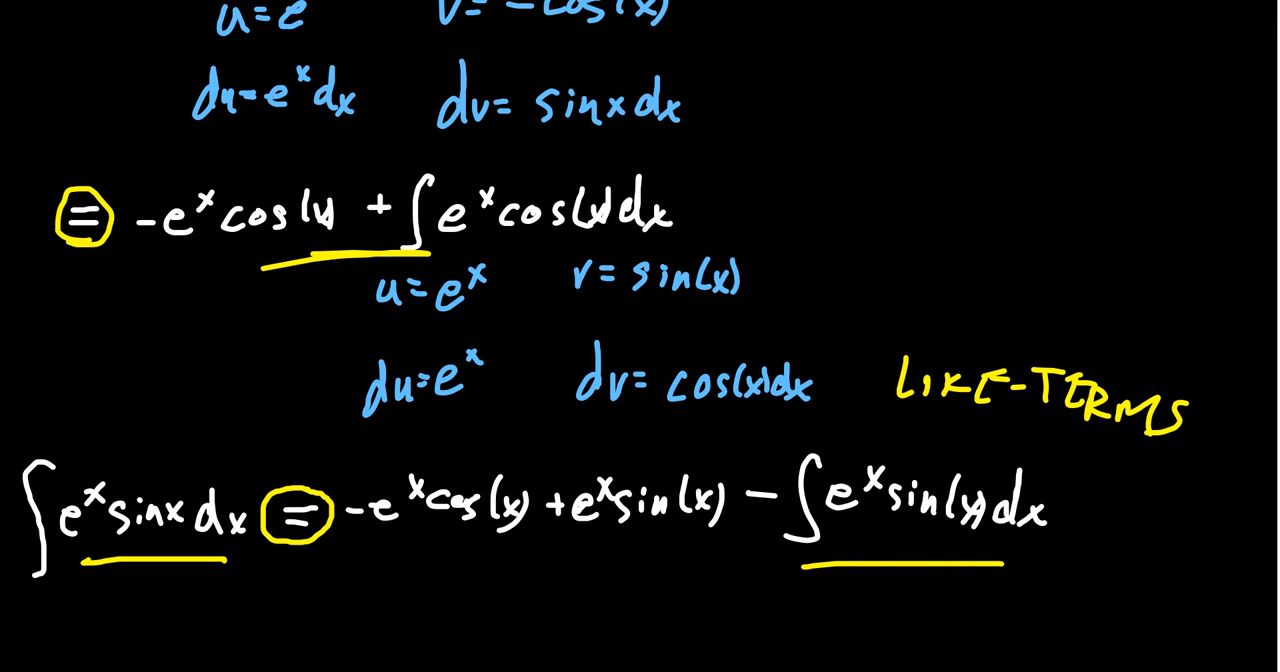 u=e v= -cos(x)
du=e^x dx dv= sinx dx
= -e^x cos(x) + ∫e^x cos(x)dx
u=e^x v= sin(x)
du=e^x dv= cos(x)dx LIKE-TERMS
∫e^x sinx dx = -e^x cos(x) +e^x sin(x) - ∫e^x sin(x)dx